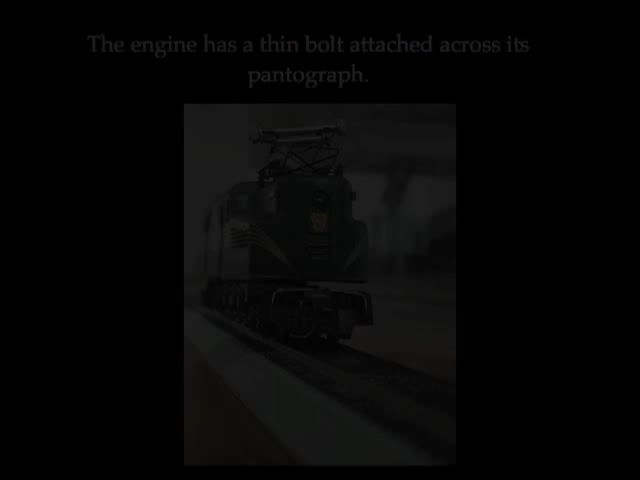 The engine has a thin bolt attached across its
pantograph.